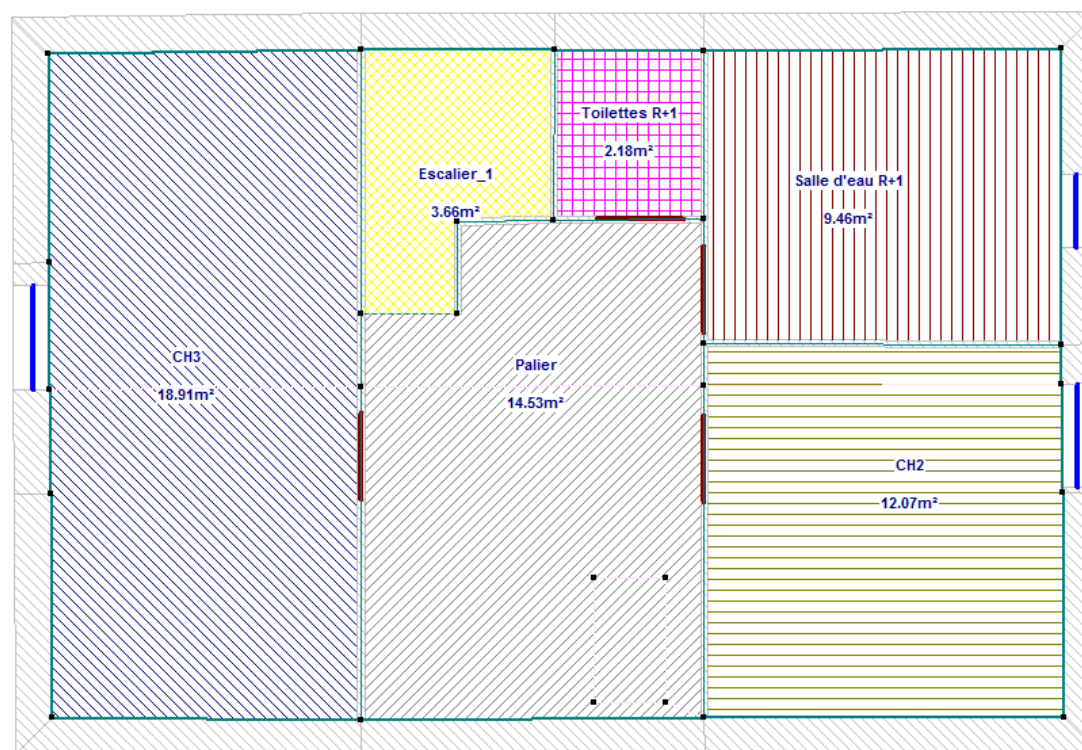 Toilettes R+1
2.18m²
Escalier_1
3.66m²
Salle d'eau R+1
9.46m²
CH3
18.91m²
Palier
14.53m²
CH2
12.07m²